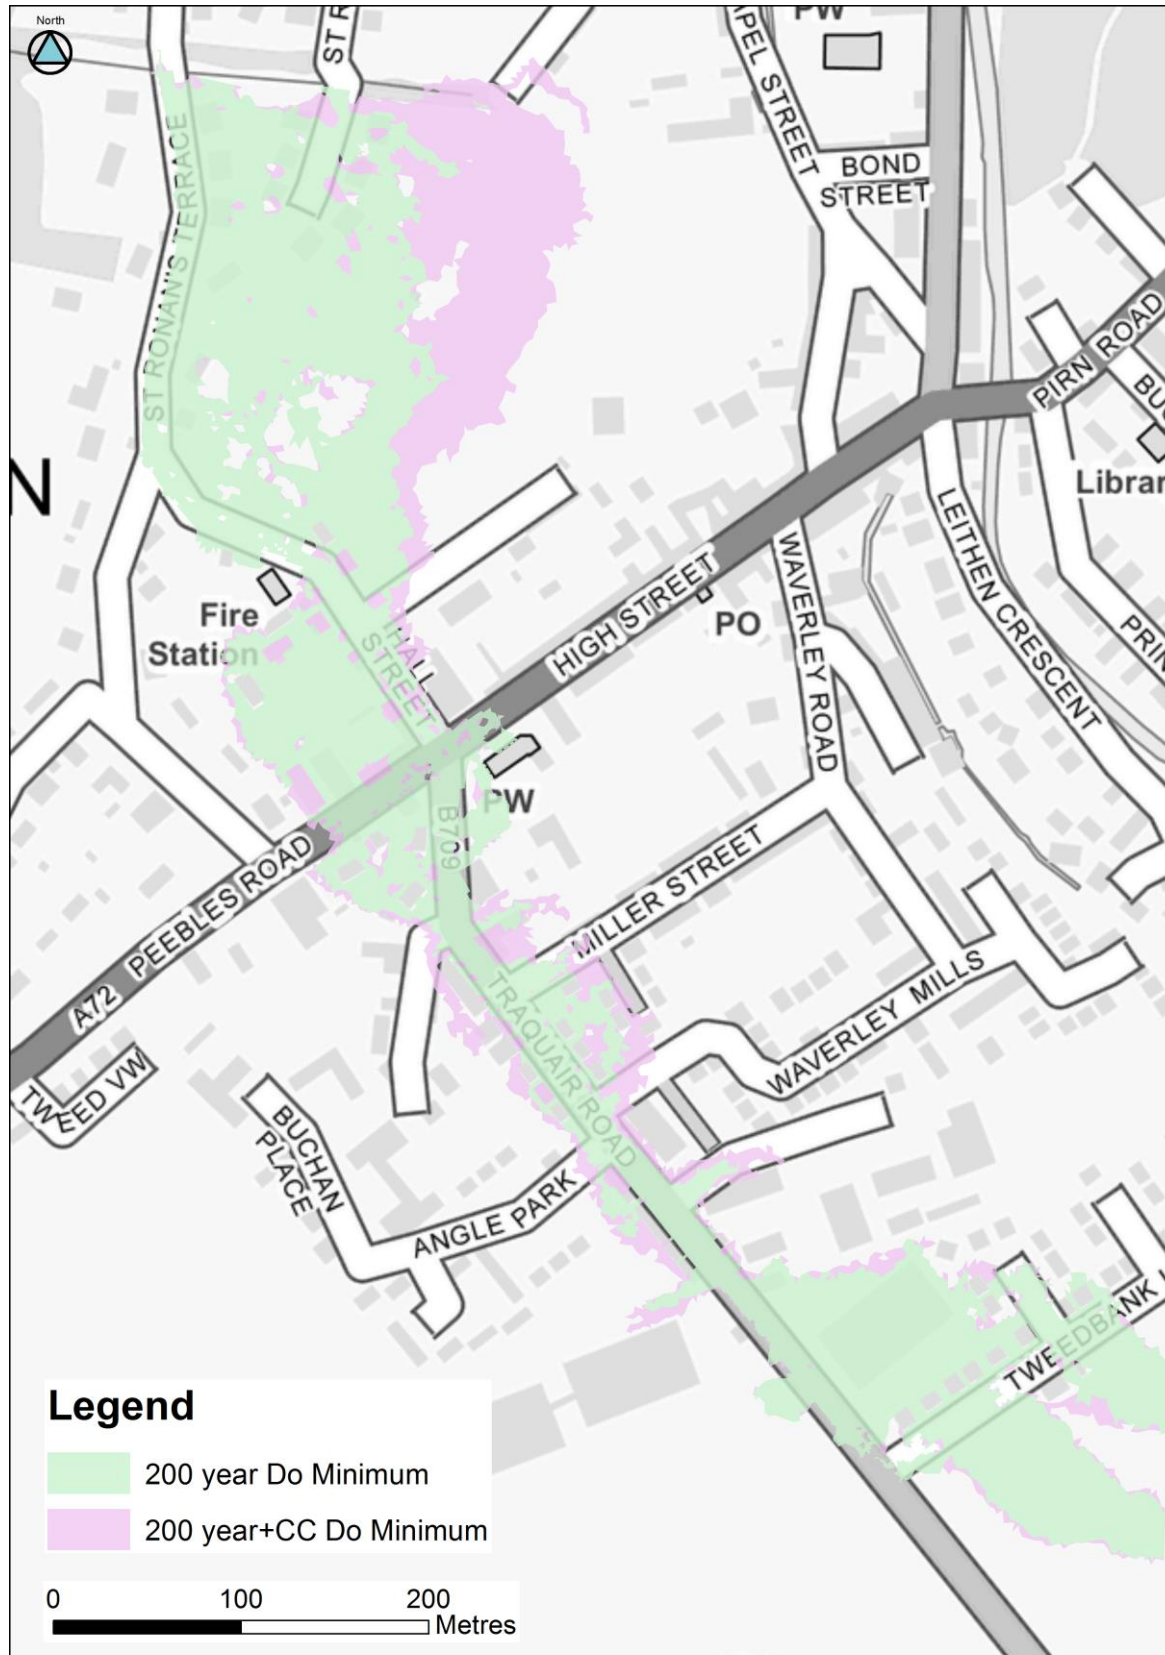 North
ST R
PW
APEL STREET
BOND
STREET
ST RONAN'S TERRACE
PIRN ROAD
BUC
Librar
N
LEITHEN CRESCENT
HIGH STREET
WAVERLEY ROAD
PO
PRIN
Fire
Station
HALL
STREET
PW
B709
MILLER STREET
A72 PEEBLES ROAD
TWEED VW
TRAQUAIR ROAD
WAVERLEY MILLS
BUCHAN
PLACE
ANGLE PARK
TWEEDBANK
Legend
200 year Do Minimum
200 year+CC Do Minimum
0 100 200
Metres